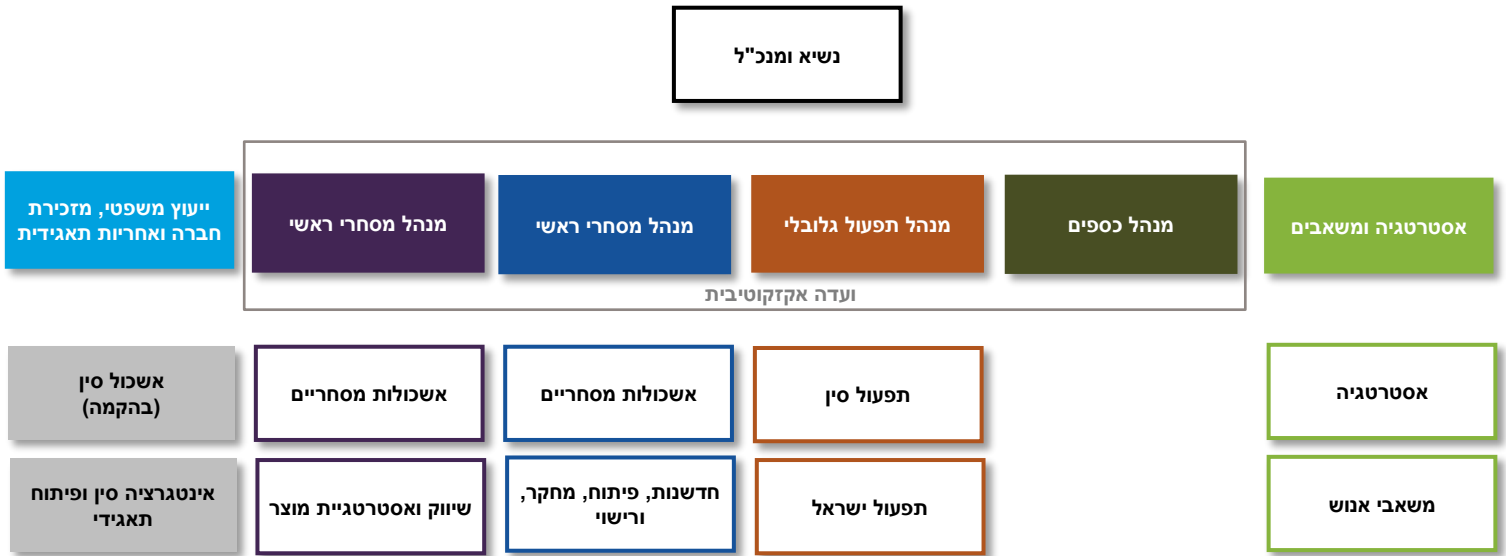 נשיא ומנכ"ל
אסטרטגיה ומשאבים
מנהל כספים
מנהל תפעול גלובלי
מנהל מסחרי ראשי
מנהל מסחרי ראשי
ייעוץ משפטי, מזכירת
חברה ואחריות תאגידית
ועדה אקזקוטיבית
אסטרטגיה
תפעול סין
אשכולות מסחריים
אשכולות מסחריים
אשכול סין
(בהקמה)
משאבי אנוש
תפעול ישראל
חדשנות, פיתוח, מחקר,
ורישוי
שיווק ואסטרטגיית מוצר
אינטגרציה סין ופיתוח
תאגידי